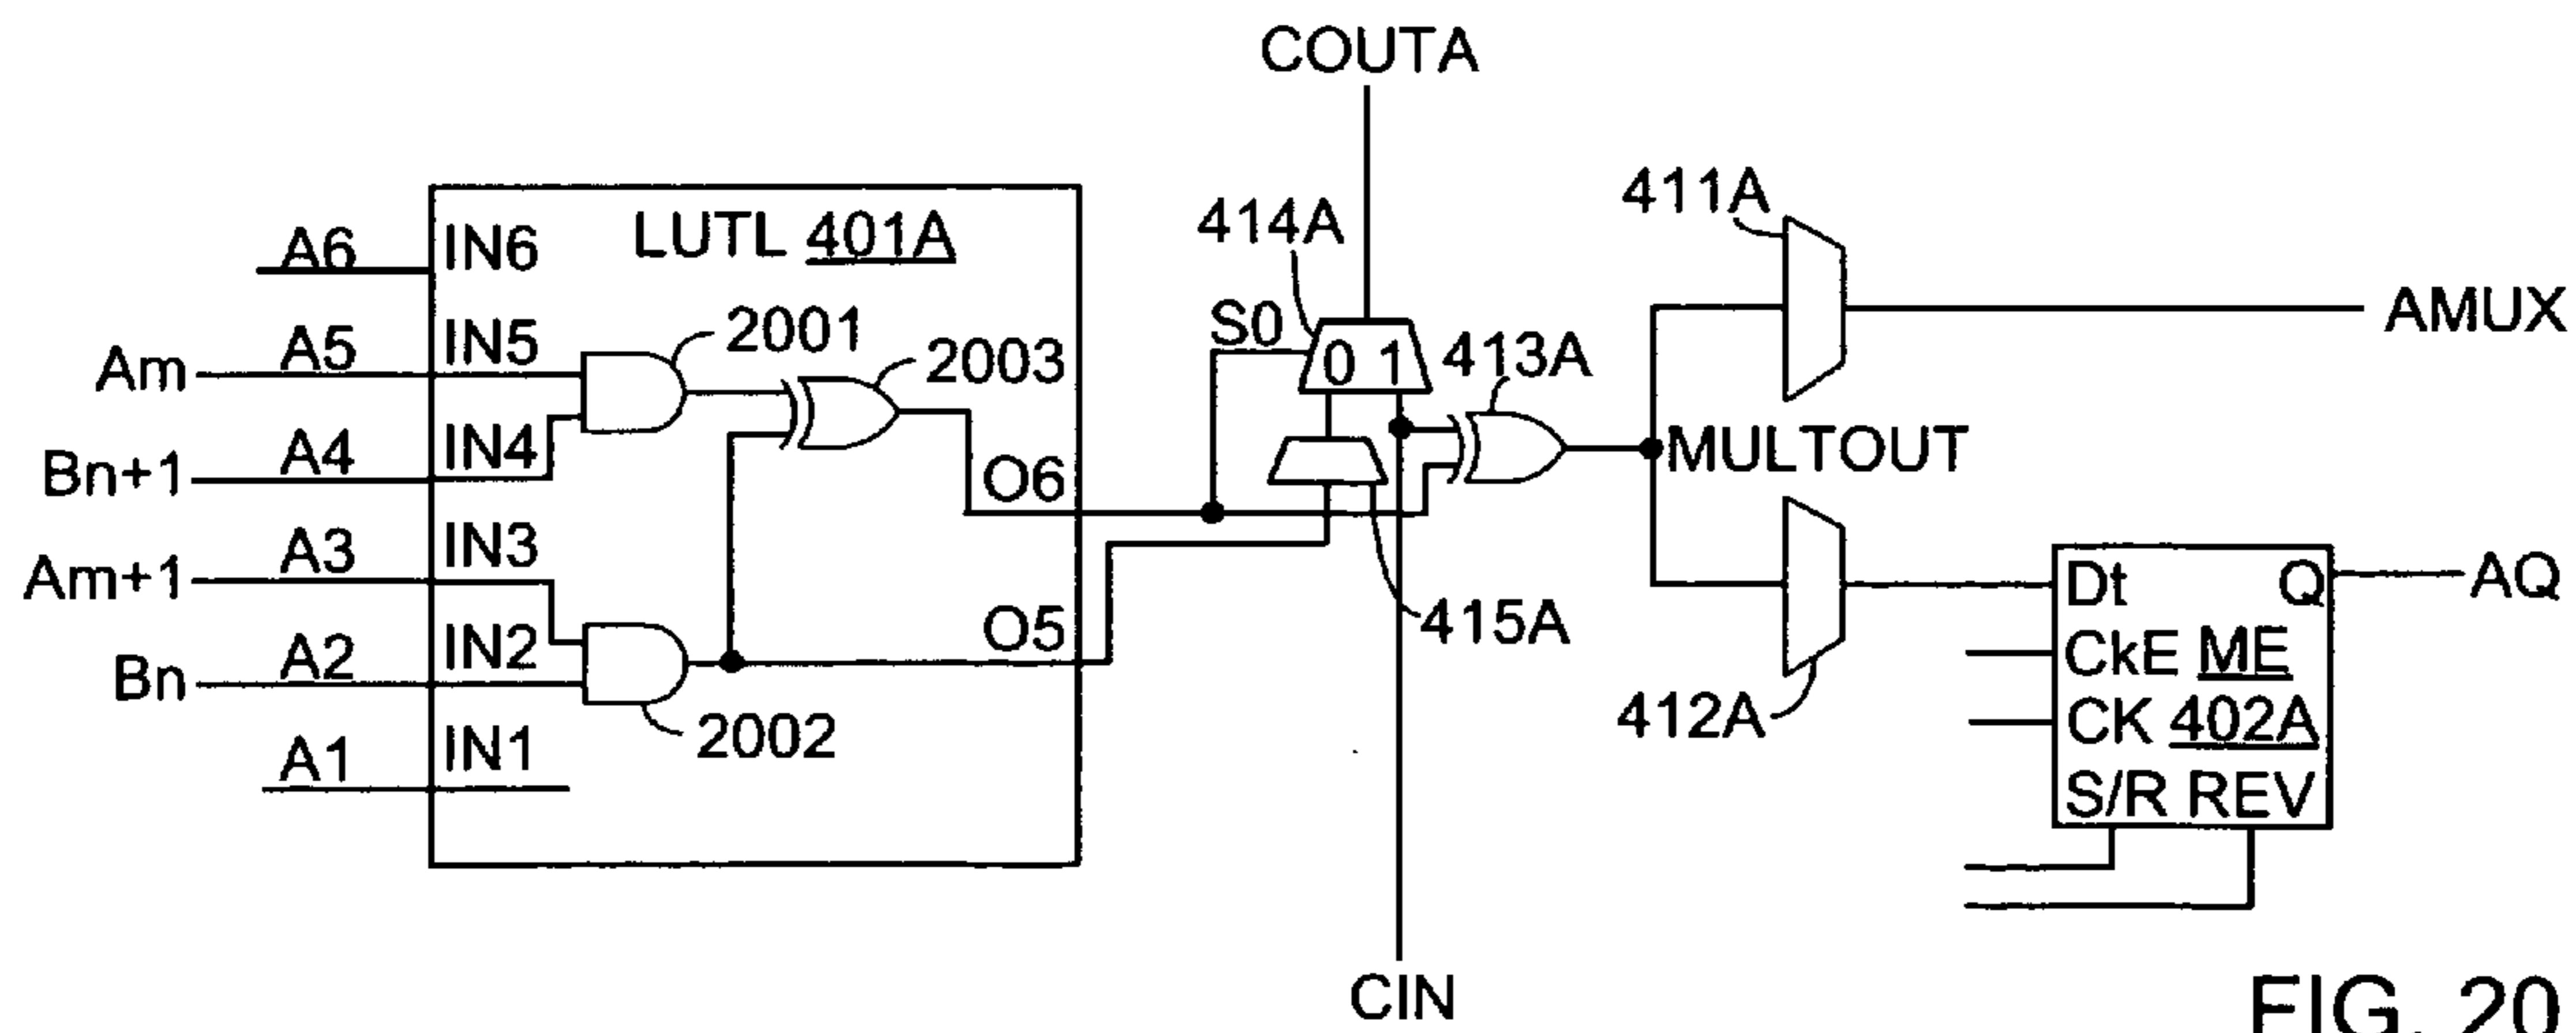 COUTA
411A
414A
A6 IN6 LUTL 401A
S0
AMUX
Am A5 IN5 2001 2003
0 1 413A
Bn+1 A4 IN4 O6
MULTOUT
Am+1 A3 IN3
Dt Q AQ
Bn A2 IN2 O5 415A
CkE ME
412A CK 402A
2002
A1 IN1
S/R REV
CIN
FIG. 20